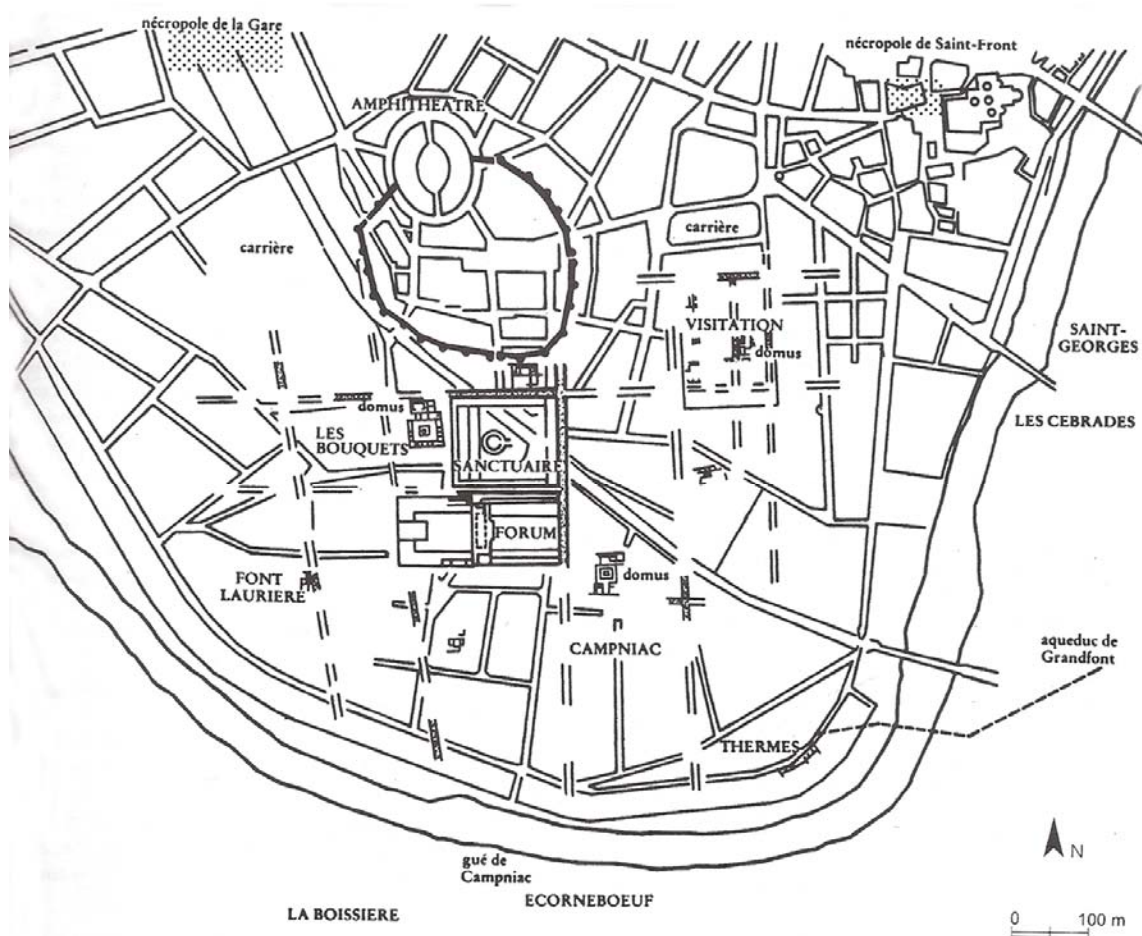 nécropole de la Gare
nécropole de Saint-Front
AMPHITHEATRE
carrière
carrière
VISITATION
domus
SAINT-
GEORGES
domus
LES CEBRADES
LES
BOUQUETS
SANCTUAIRE
FORUM
FONT
LAURIERE
domus
CAMPNIAC
aqueduc de
Grandfont
THERMES
N
gué de
Campniac
ECORNEBOEUF
LA BOISSIERE
0 100 m